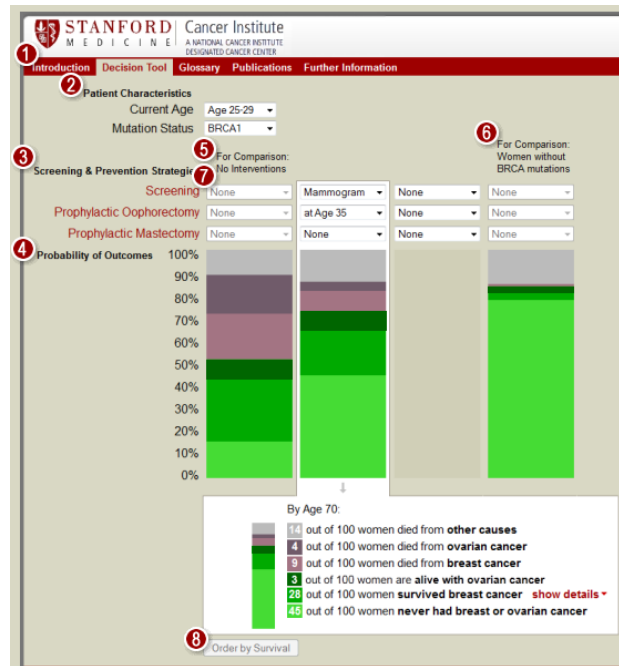 STANFORD Cancer Institute
MEDICINE A NATIONAL CANCER INSTITUTE
DESIGNATED CANCER CENTER
1
Introduction Decision Tool Glossary Publications Further Information
2
Patient Characteristics
Current Age Age 25-29
Mutation Status BRCA1
3 5 6
For Comparison: For Comparison:
No Interventions Women without
BRCA mutations
Screening & Prevention Strategies 7
Screening None Mammogram None None
Prophylactic Oophorectomy None at Age 35 None None
Prophylactic Mastectomy None None None None
4 Probability of Outcomes 100%
90%
80%
70%
60%
50%
40%
30%
20%
10%
0%
By Age 70:
14 out of 100 women died from other causes
4 out of 100 women died from ovarian cancer
9 out of 100 women died from breast cancer
3 out of 100 women are alive with ovarian cancer
28 out of 100 women survived breast cancer show details
45 out of 100 women never had breast or ovarian cancer
8
Order by Survival